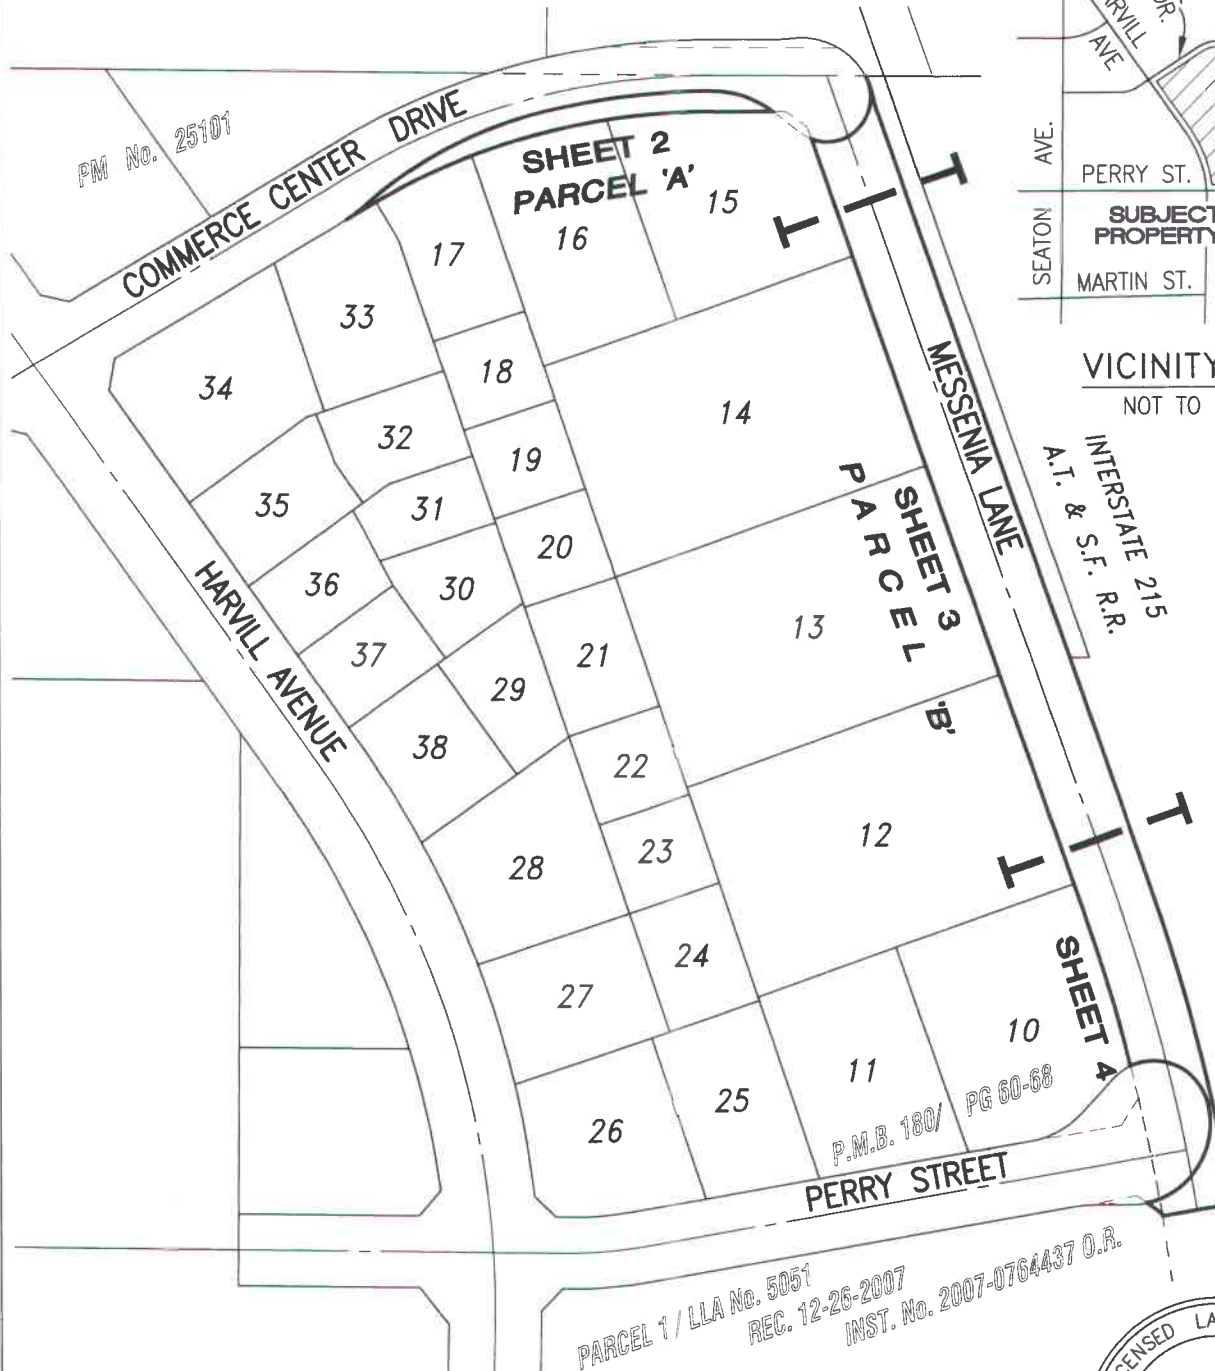 PM No. 25101
COMMERCE CENTER DRIVE
SHEET 2
PARCEL 'A'
15
16
17
33
34
18
14
32
19
35
31
20
36
30
13
37
21
29
38
22
12
23
28
24
27
10
11
25
26
HARVILL AVENUE
MESSENIA LANE
SHEET 3
PARCEL 'B'
SHEET 4
P.M.B. 180/ PG 60-68
PERRY STREET
PARCEL 1 / LLA No. 5051
REC. 12-26-2007
INST. No. 2007-0764437 O.R.
INTERSTATE 215
A.T. & S.F. R.R.
DR.
AVE
SEATON AVE.
PERRY ST.
SUBJECT
PROPERTY
MARTIN ST.
VICINITY
NOT TO